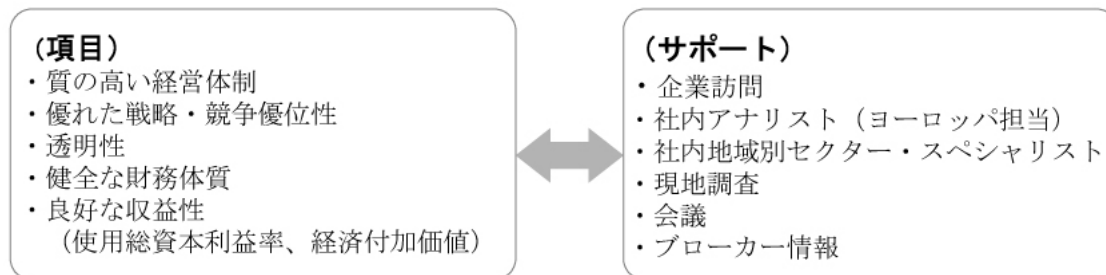 （項目）
・質の高い経営体制
・優れた戦略・競争優位性
・透明性
・健全な財務体質
・良好な収益性
（使用総資本利益率、経済付加価値）
（サポート）
・企業訪問
・社内アナリスト（ヨーロッパ担当）
・社内地域別セクター・スペシャリスト
・現地調査
・会議
・ブローカー情報